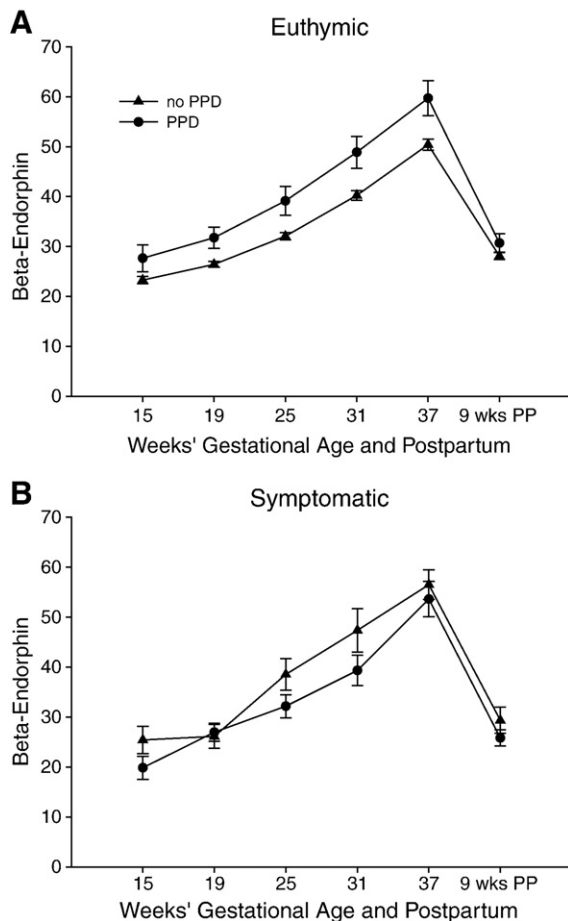 A
Euthymic
70
60
50
40
30
20
10
0
Beta-Endorphin
no PPD
PPD
15 19 25 31 37 9 wks PP
Weeks' Gestational Age and Postpartum
B
Symptomatic
70
60
50
40
30
20
10
0
Beta-Endorphin
15 19 25 31 37 9 wks PP
Weeks' Gestational Age and Postpartum